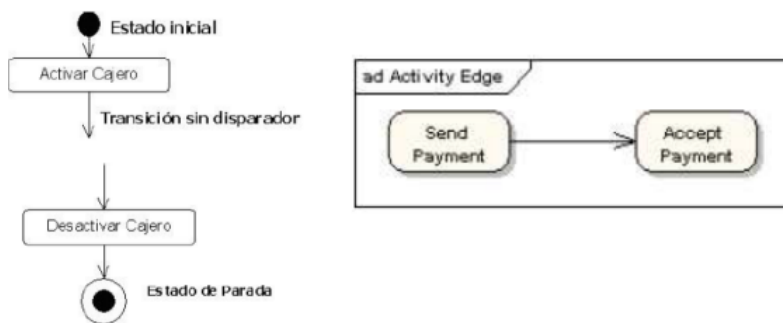 Estado inicial
Activar Cajero
Transición sin disparador
Desactivar Cajero
Estado de Parada
ad Activity Edge
Send
Payment
Accept
Payment